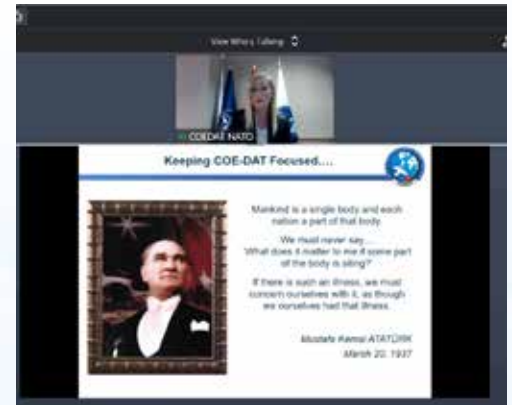 View Who's Talking
COEDAT NATO
Keeping COE-DAT Focused....
Mankind is a single body and each
nation a part of that body.
We must never say...
'What does it matter to me if some part
of the body is ailing?'
If there is such an illness, we must
concern ourselves with it, as though
we ourselves had that illness.
Mustafa Kemal ATATÜRK
March 20, 1937